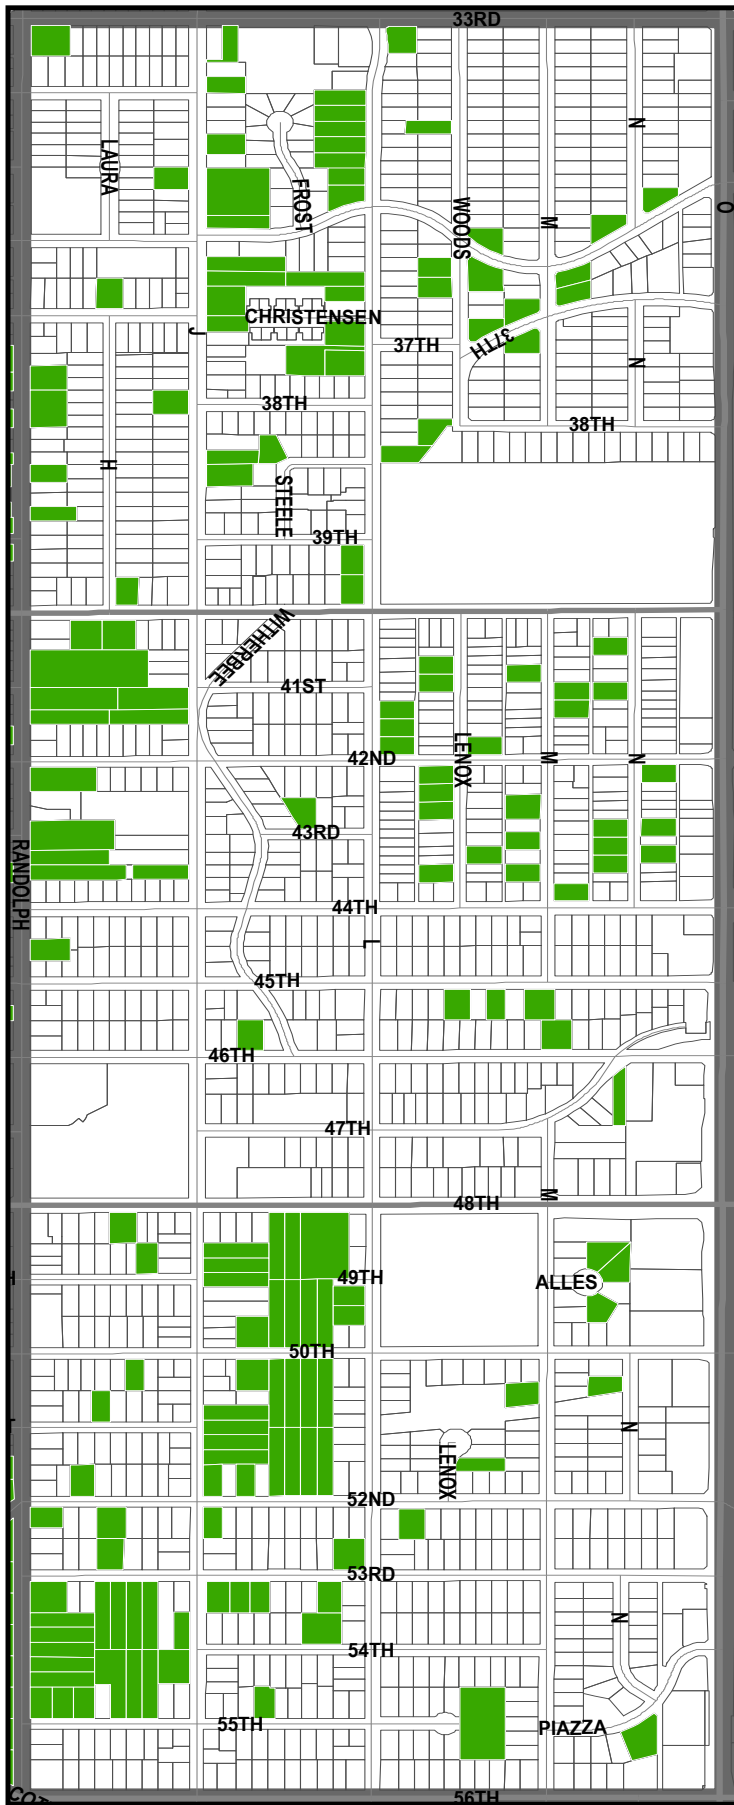 33RD
N
LAURA
FROST
WOODS
M
O
CHRISTENSEN
J
37TH
37TH
N
38TH
38TH
H
STEELE
39TH
WITHERBEE
41ST
LENOX
42ND
M
N
43RD
RANDOLPH
44TH
L
45TH
46TH
47TH
M
48TH
49TH
ALLES
50TH
N
LENOX
52ND
53RD
N
54TH
55TH
PIAZZA
56TH